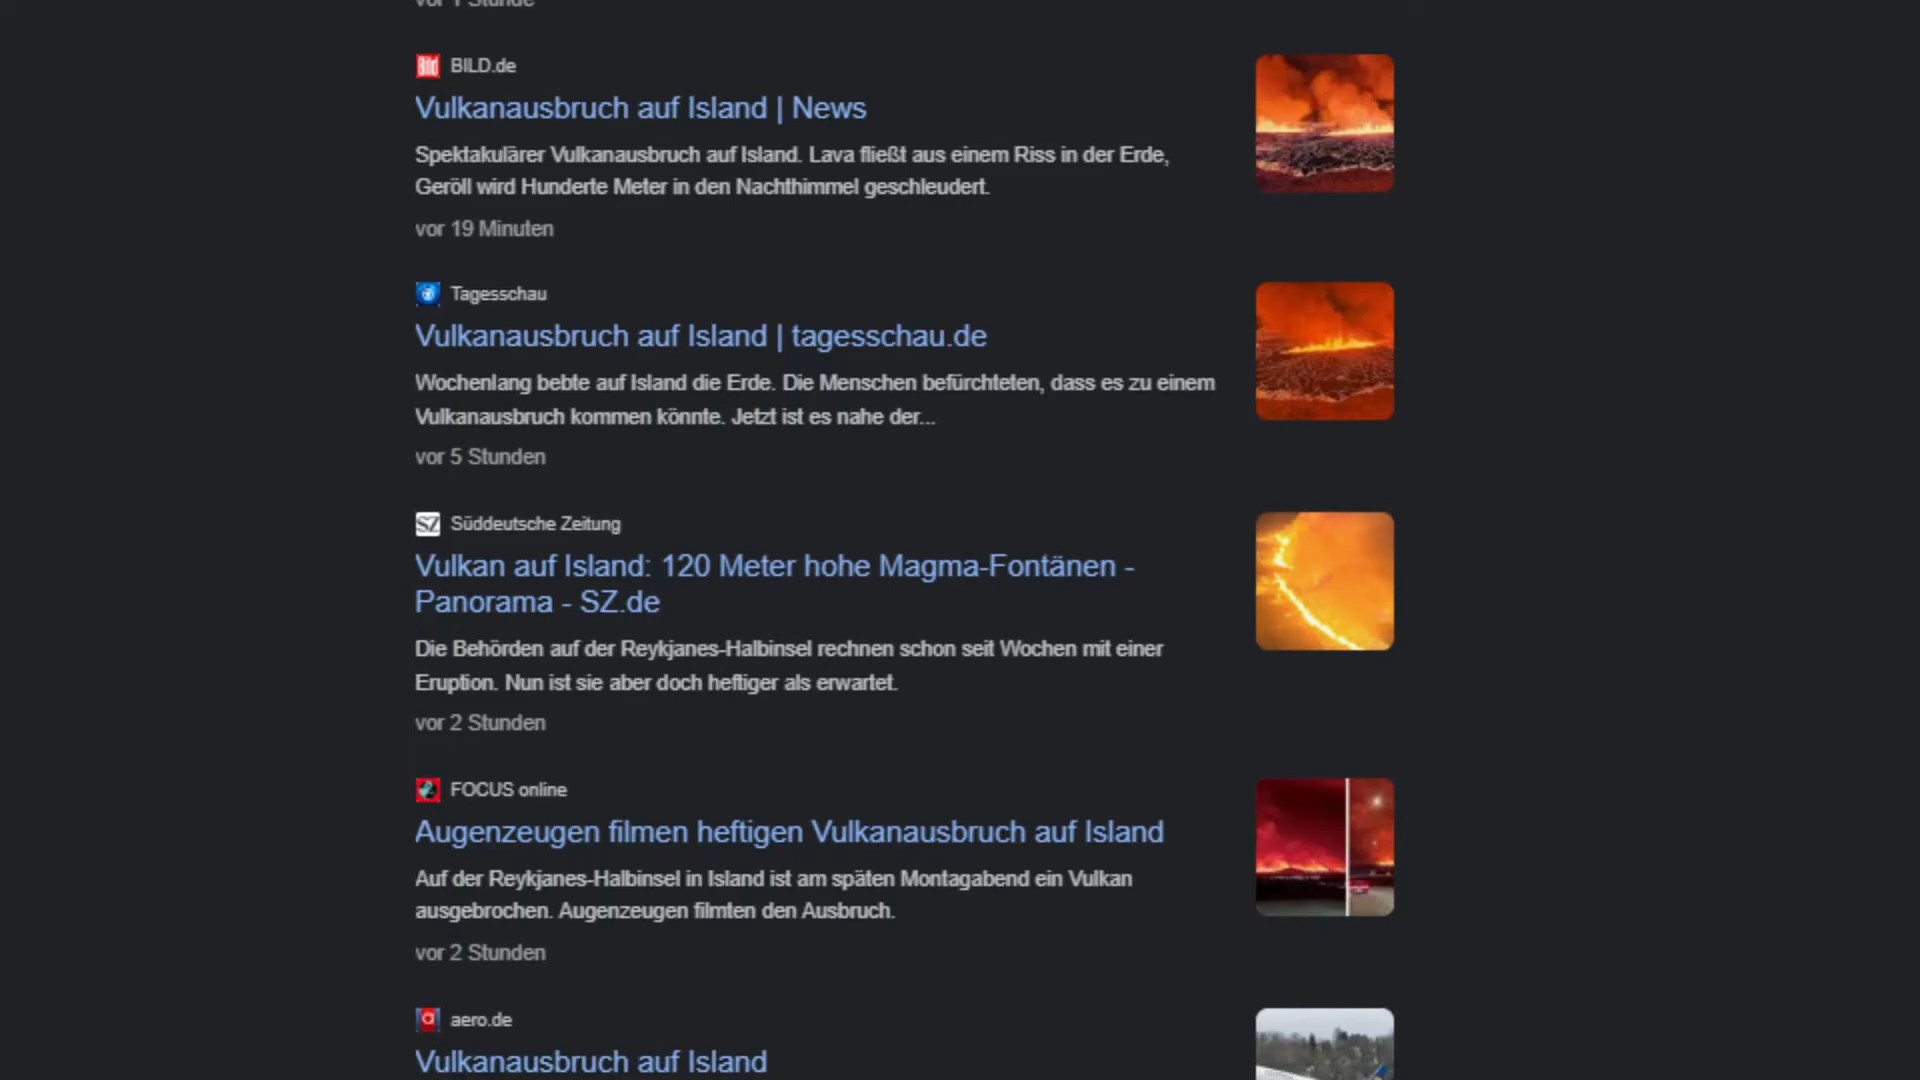 vor 1 Stunde
BILD.de
Vulkanausbruch auf Island | News
Spektakulärer Vulkanausbruch auf Island. Lava fließt aus einem Riss in der Erde,
Geröll wird Hunderte Meter in den Nachthimmel geschleudert.
vor 19 Minuten
Tagesschau
Vulkanausbruch auf Island | tagesschau.de
Wochenlang bebte auf Island die Erde. Die Menschen befürchteten, dass es zu einem
Vulkanausbruch kommen könnte. Jetzt ist es nahe der...
vor 5 Stunden
SZ Süddeutsche Zeitung
Vulkan auf Island: 120 Meter hohe Magma-Fontänen -
Panorama - SZ.de
Die Behörden auf der Reykjanes-Halbinsel rechnen schon seit Wochen mit einer
Eruption. Nun ist sie aber doch heftiger als erwartet.
vor 2 Stunden
FOCUS online
Augenzeugen filmen heftigen Vulkanausbruch auf Island
Auf der Reykjanes-Halbinsel in Island ist am späten Montagabend ein Vulkan
ausgebrochen. Augenzeugen filmten den Ausbruch.
vor 2 Stunden
a aero.de
Vulkanausbruch auf Island